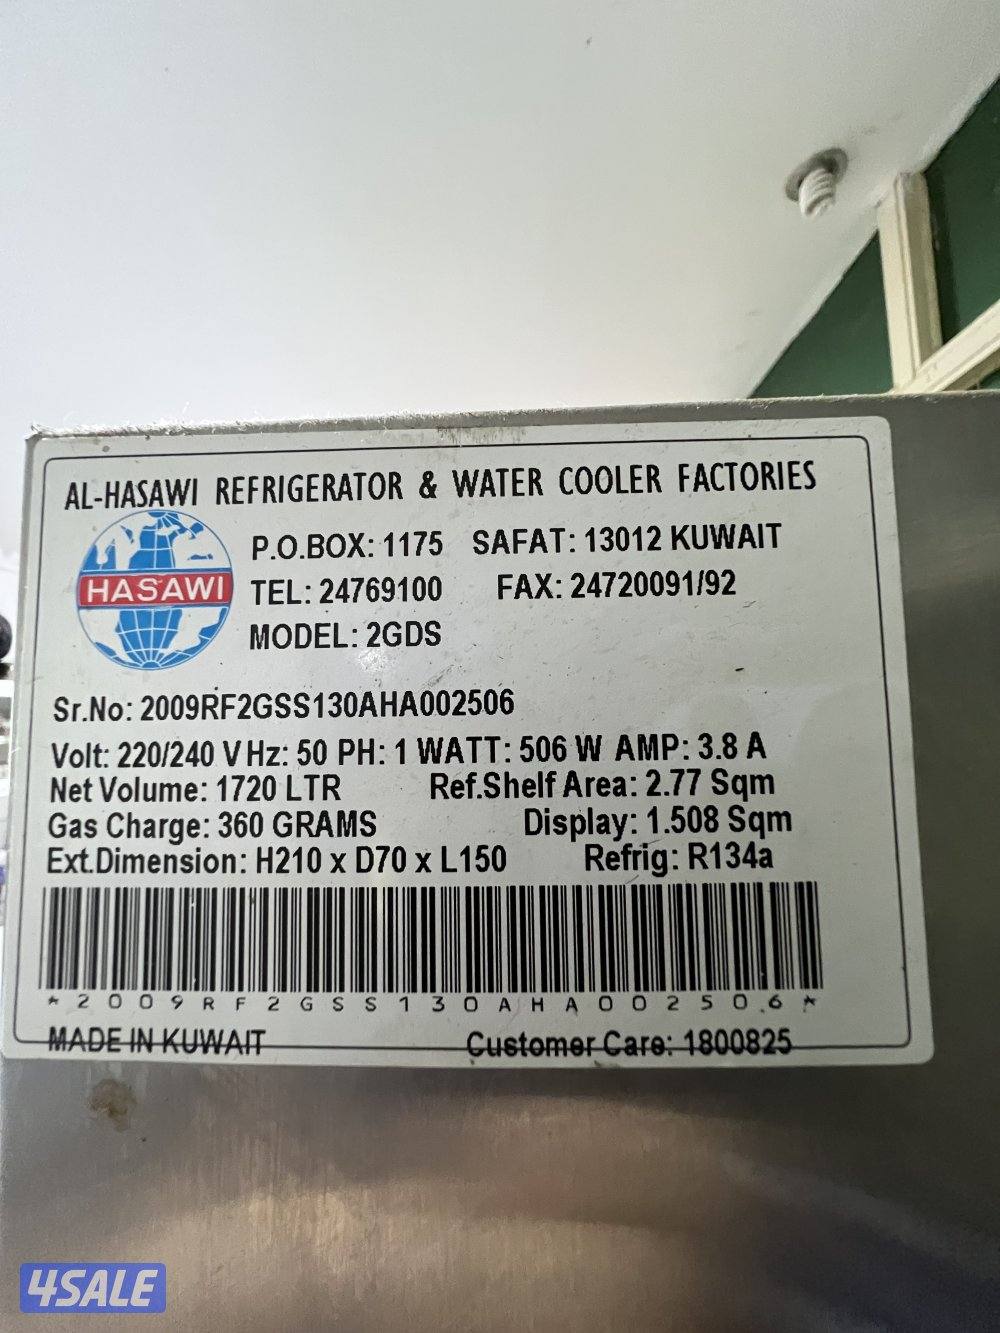 AL-HASAWI REFRIGERATOR & WATER COOLER FACTORIES
HASAWI
P.O.BOX: 1175 SAFAT: 13012 KUWAIT
TEL: 24769100 FAX: 24720091/92
MODEL: 2GDS
Sr.No: 2009RF2GSS130AHA002506
Volt: 220/240 V Hz: 50 PH: 1 WATT: 506 W AMP: 3.8 A
Net Volume: 1720 LTR Ref.Shelf Area: 2.77 Sqm
Gas Charge: 360 GRAMS Display: 1.508 Sqm
Ext.Dimension: H210 x D70 x L150 Refrig: R134a
*2009RF2GSS130AHA002506*
MADE IN KUWAIT Customer Care: 1800825
4SALE